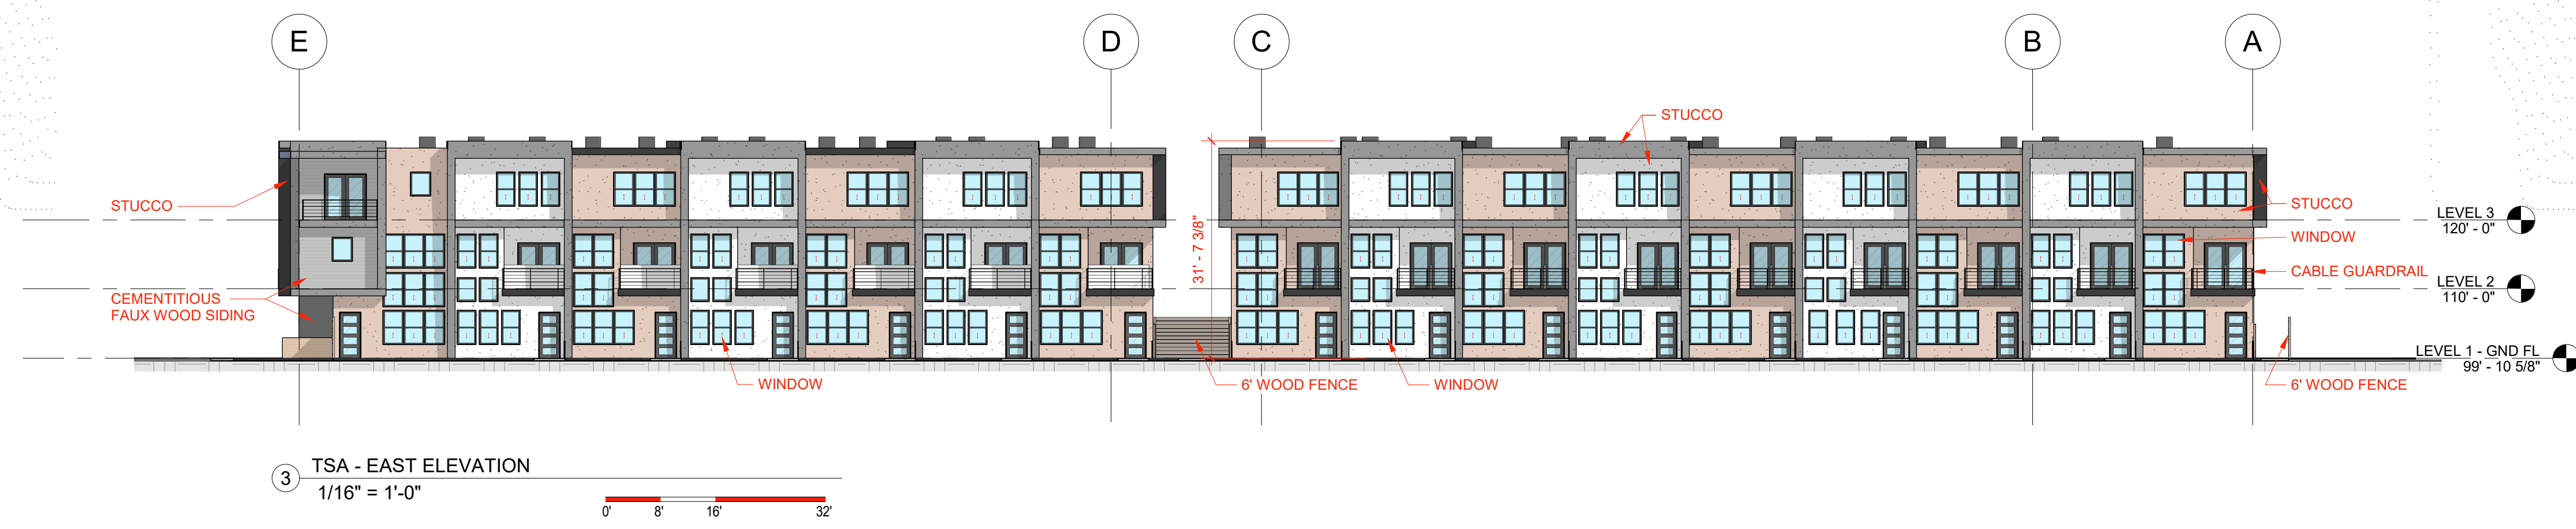 E
D
C
B
A
STUCCO
STUCCO
CEMENTITIOUS
FAUX WOOD SIDING
31' - 7 3/8"
STUCCO
WINDOW
CABLE GUARDRAIL
LEVEL 3
120' - 0"
LEVEL 2
110' - 0"
LEVEL 1 - GND FL
99' - 10 5/8"
WINDOW
6' WOOD FENCE
WINDOW
6' WOOD FENCE
3
TSA - EAST ELEVATION
1/16" = 1'-0"
0'
8'
16'
32'